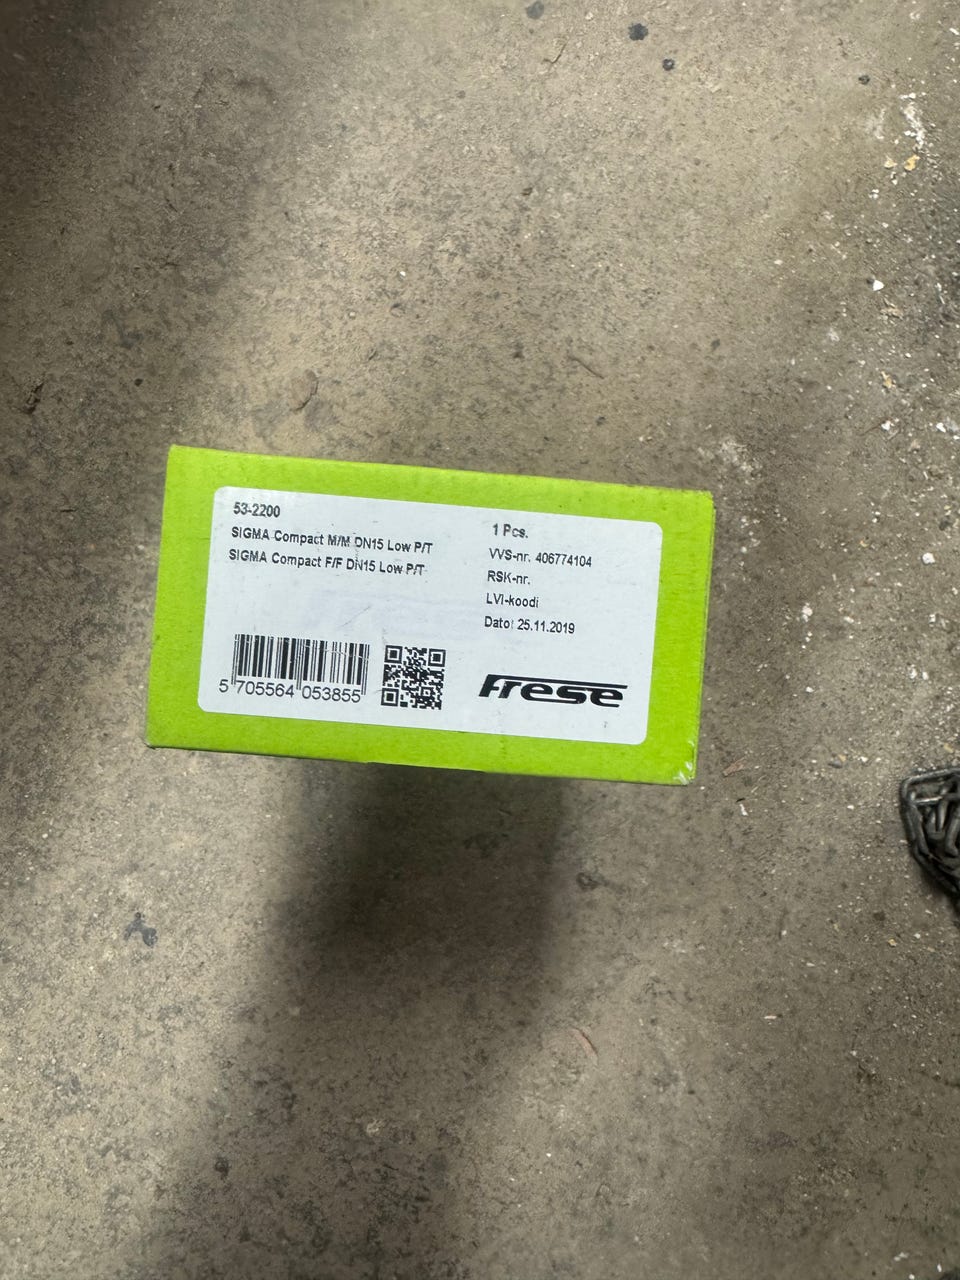 53-2200
SIGMA Compact M/M DN15 Low P/T
SIGMA Compact F/F DN15 Low P/T
1 Pcs.
VVS-nr. 406774104
RSK-nr.
LVI-koodi
Dato: 25.11.2019
5 705564 053855
Frese